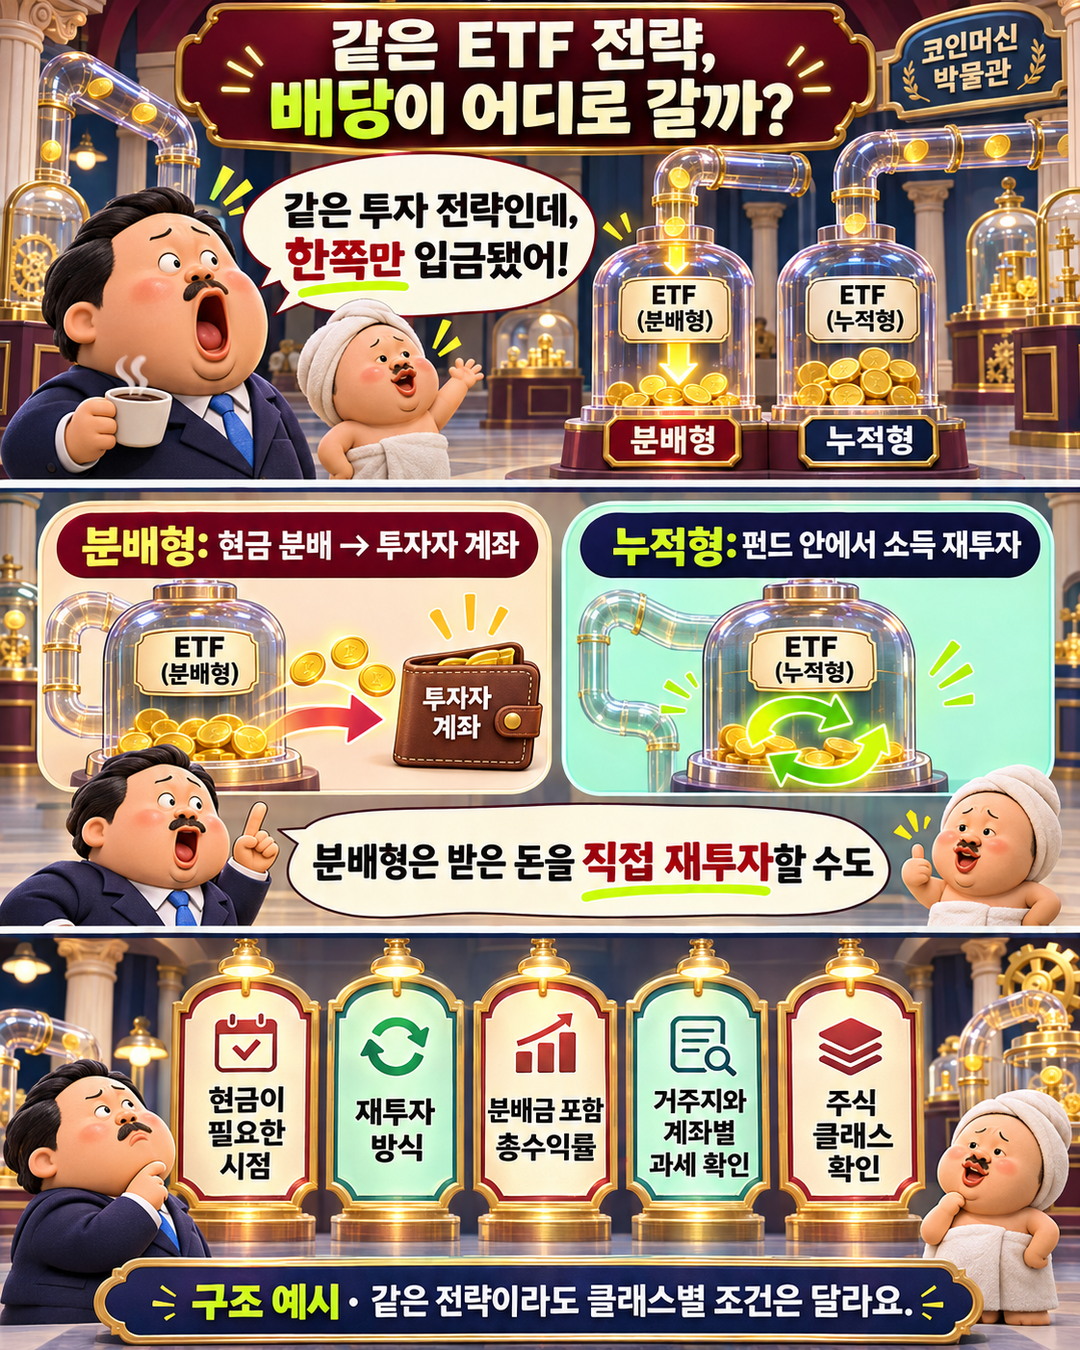 같은 ETF 전략,
배당이 어디로 갈까?
코인머신
박물관
같은 투자 전략인데,
한쪽만 입금됐어!
ETF
(분배형)
ETF
(누적형)
분배형
누적형
분배형: 현금 분배 → 투자자 계좌
누적형: 펀드 안에서 소득 재투자
ETF
(분배형)
투자자
계좌
ETF
(누적형)
분배형은 받은 돈을 직접 재투자할 수도
현금이
필요한
시점
재투자
방식
분배금 포함
총수익률
거주지와
계좌별
과세 확인
주식
클래스
확인
구조 예시 · 같은 전략이라도 클래스별 조건은 달라요.